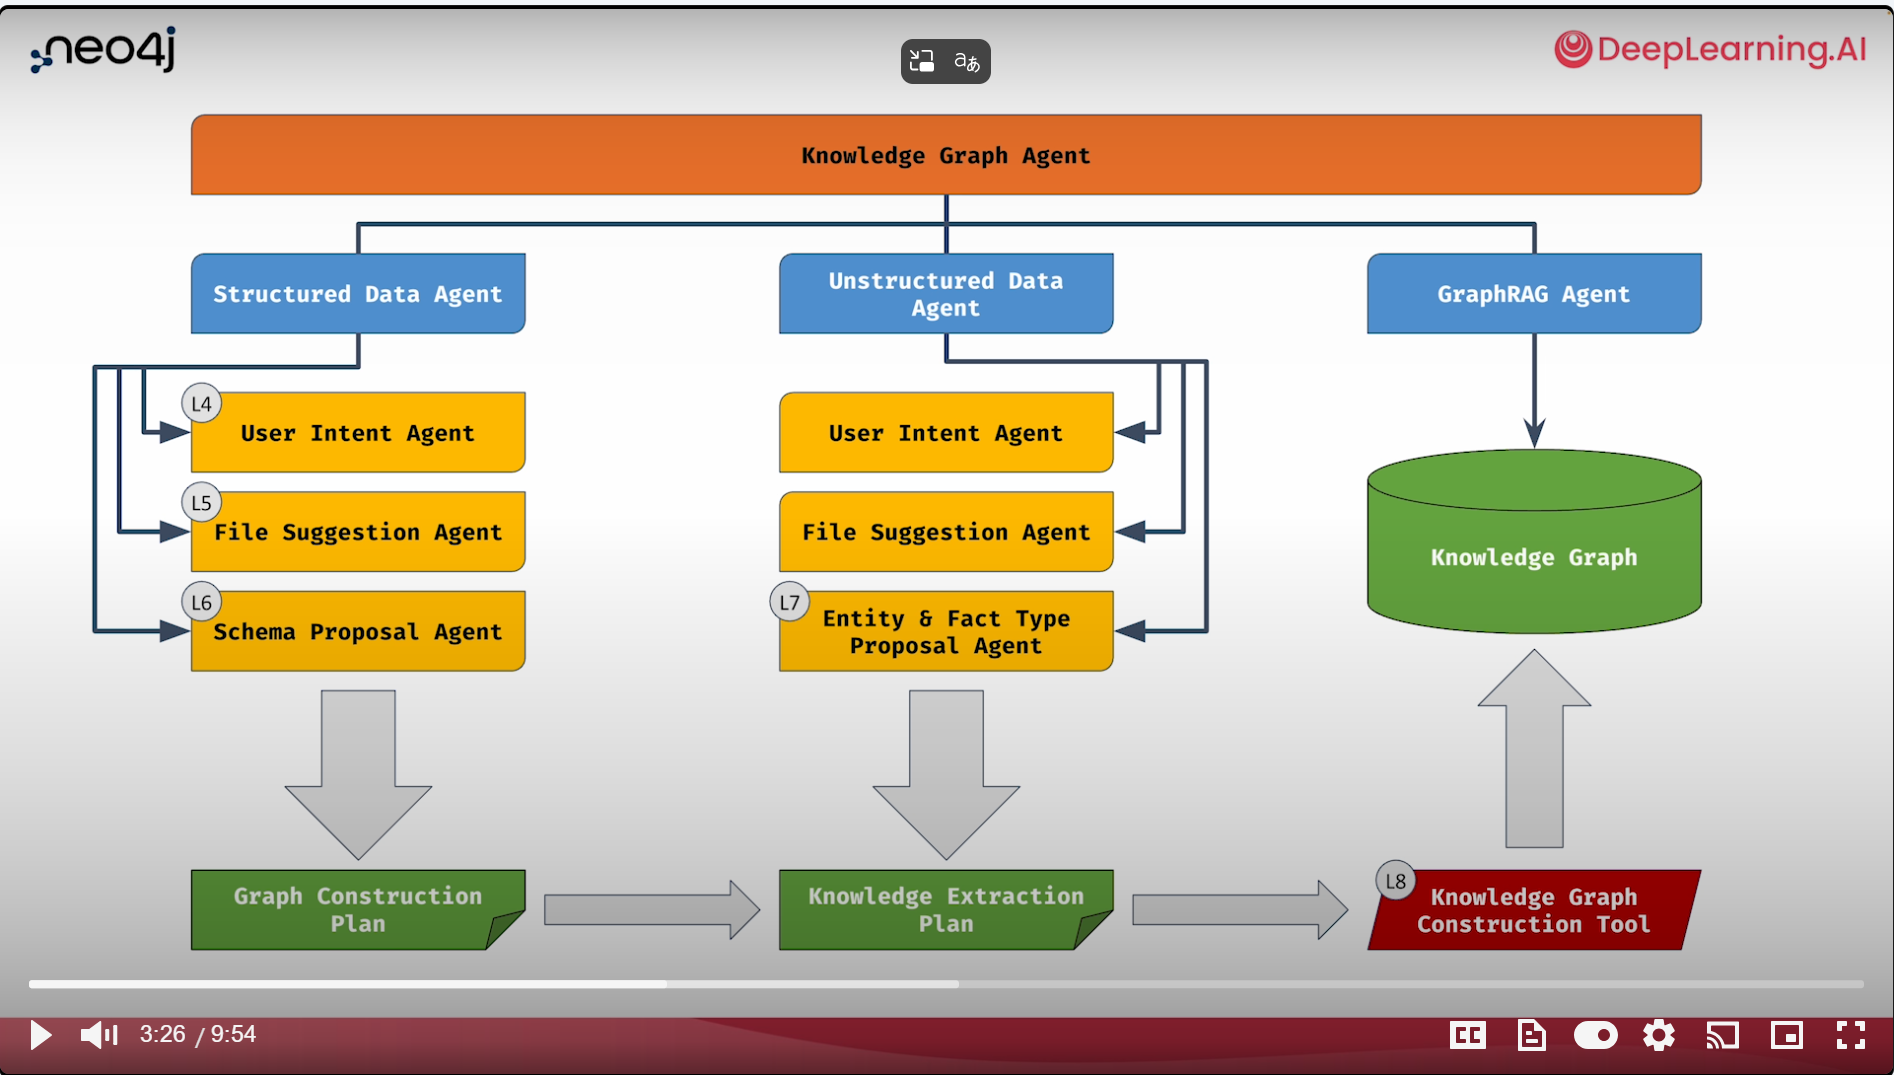 neo4j
aあ
DeepLearning.AI
Knowledge Graph Agent
Structured Data Agent
Unstructured Data
Agent
GraphRAG Agent
L4
User Intent Agent
User Intent Agent
L5
File Suggestion Agent
File Suggestion Agent
Knowledge Graph
L6
Schema Proposal Agent
L7
Entity & Fact Type
Proposal Agent
Graph Construction
Plan
Knowledge Extraction
Plan
L8
Knowledge Graph
Construction Tool
3:26 / 9:54
CC